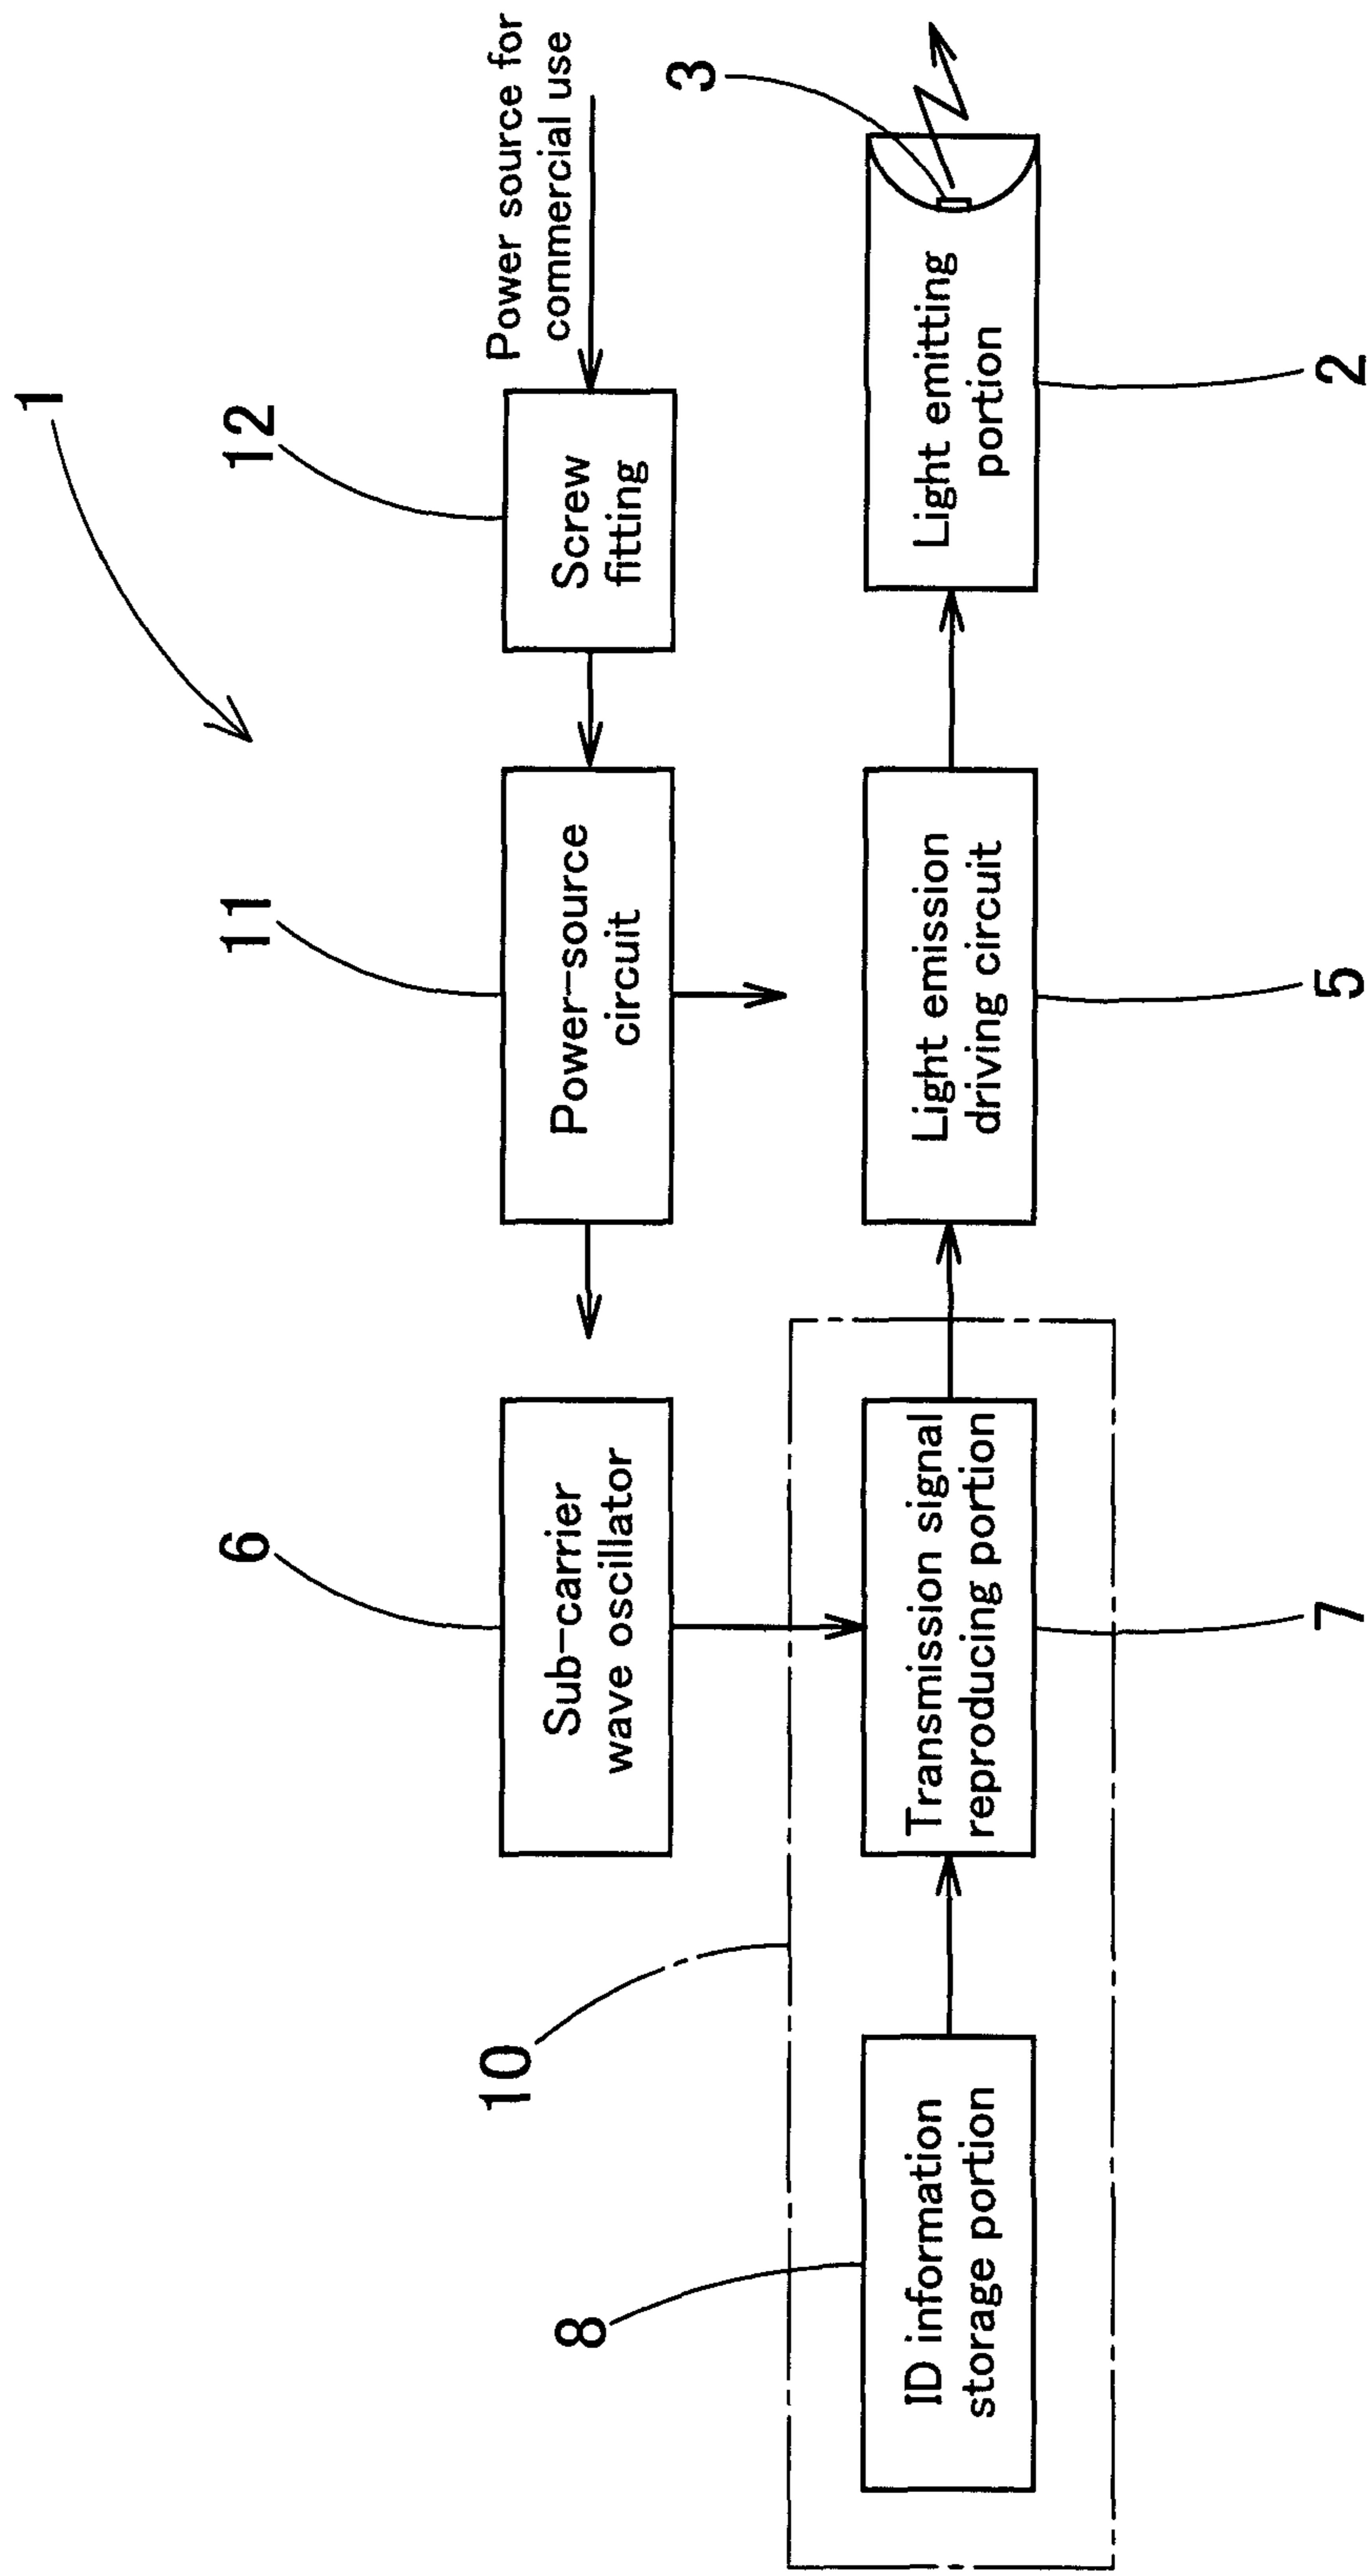 1
12
Power source for
commercial use
11
Screw
fitting
Power-source
circuit
6
Sub-carrier
wave oscillator
3
10
8
ID information
storage portion
Transmission signal
reproducing portion
Light emission
driving circuit
Light emitting
portion
7
5
2